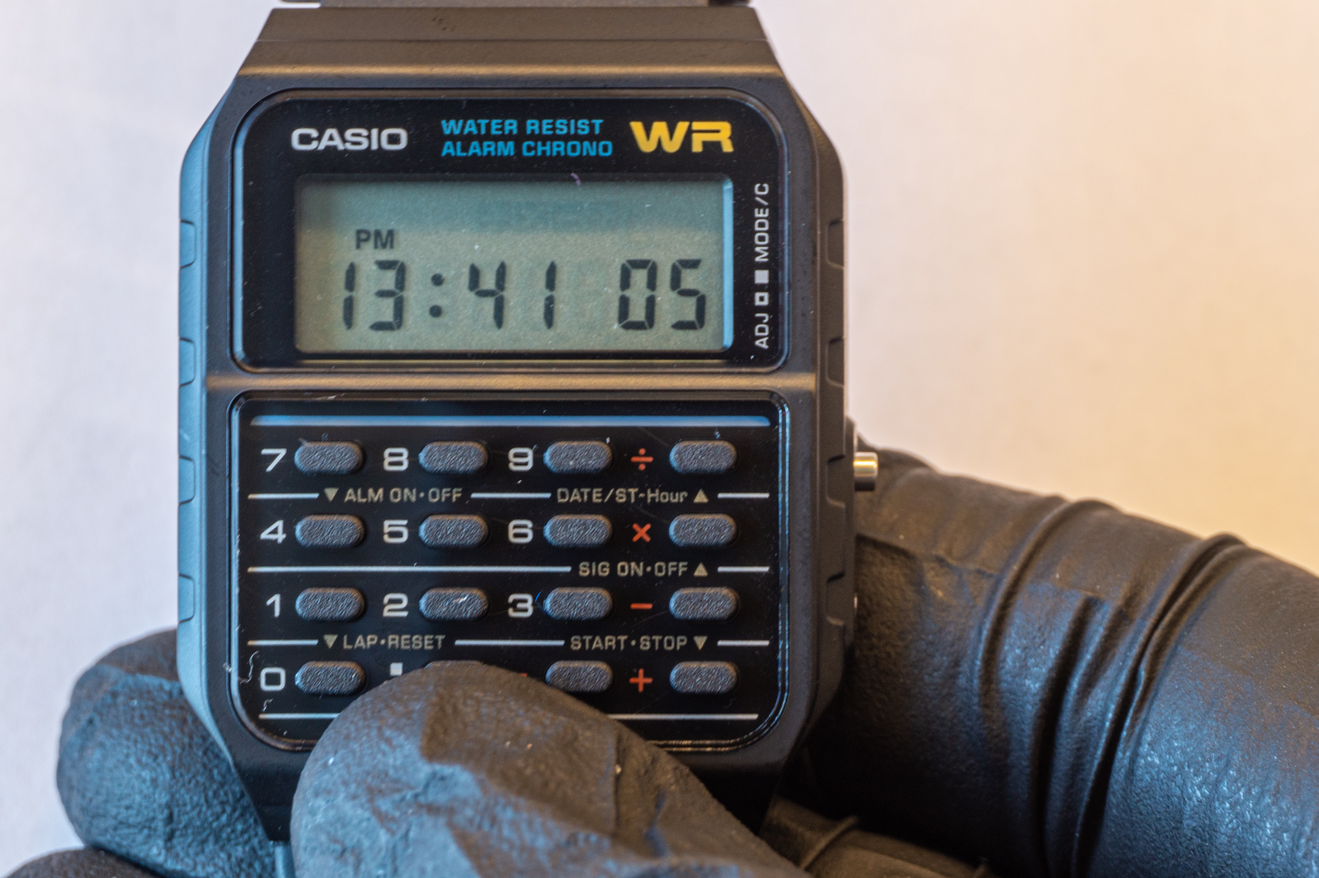 CASIO WATER RESIST WR
ALARM CHRONO
ADJ MODE/C
PM
13:41 05
7 8 9 ÷
▼ ALM ON•OFF DATE/ST-Hour ▲
4 5 6 ×
SIG ON•OFF ▲
1 2 3 −
▼ LAP•RESET START•STOP ▼
0 . +